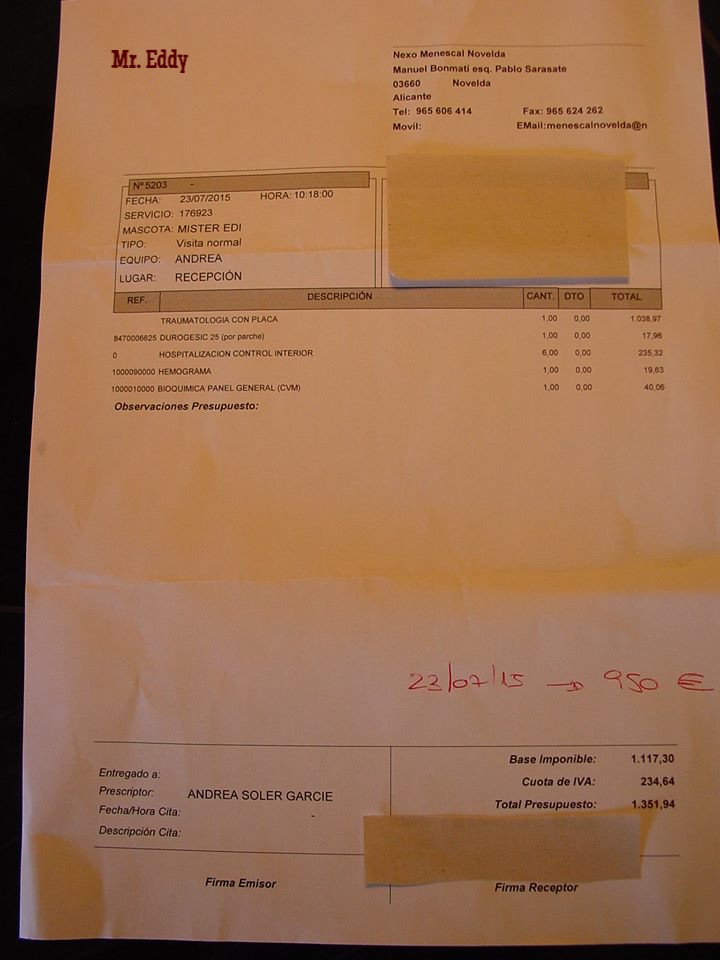 Mr. Eddy
Nexo Menescal Novelda
Manuel Bonmati esq. Pablo Sarasate
03660 Novelda
Alicante
Tel: 965 606 414 Fax: 965 624 262
Movil: EMail:menescalnovelda@n
Nº 5203 -
FECHA: 23/07/2015 HORA: 10:18:00
SERVICIO: 176923
MASCOTA: MISTER EDI
TIPO: Visita normal
EQUIPO: ANDREA
LUGAR: RECEPCIÓN
REF. DESCRIPCIÓN CANT. DTO TOTAL
TRAUMATOLOGIA CON PLACA 1,00 0,00 1.038,97
8470006625 DUROGESIC 25 (por parche) 1,00 0,00 17,96
0 HOSPITALIZACION CONTROL INTERIOR 6,00 0,00 235,32
1000090000 HEMOGRAMA 1,00 0,00 19,63
1000010000 BIOQUIMICA PANEL GENERAL (CVM) 1,00 0,00 40,06
Observaciones Presupuesto:
23/07/15 → 950 €
Base Imponible: 1.117,30
Cuota de IVA: 234,64
Total Presupuesto: 1.351,94
Entregado a:
Prescriptor: ANDREA SOLER GARCIE
Fecha/Hora Cita: -
Descripción Cita:
Firma Emisor
Firma Receptor